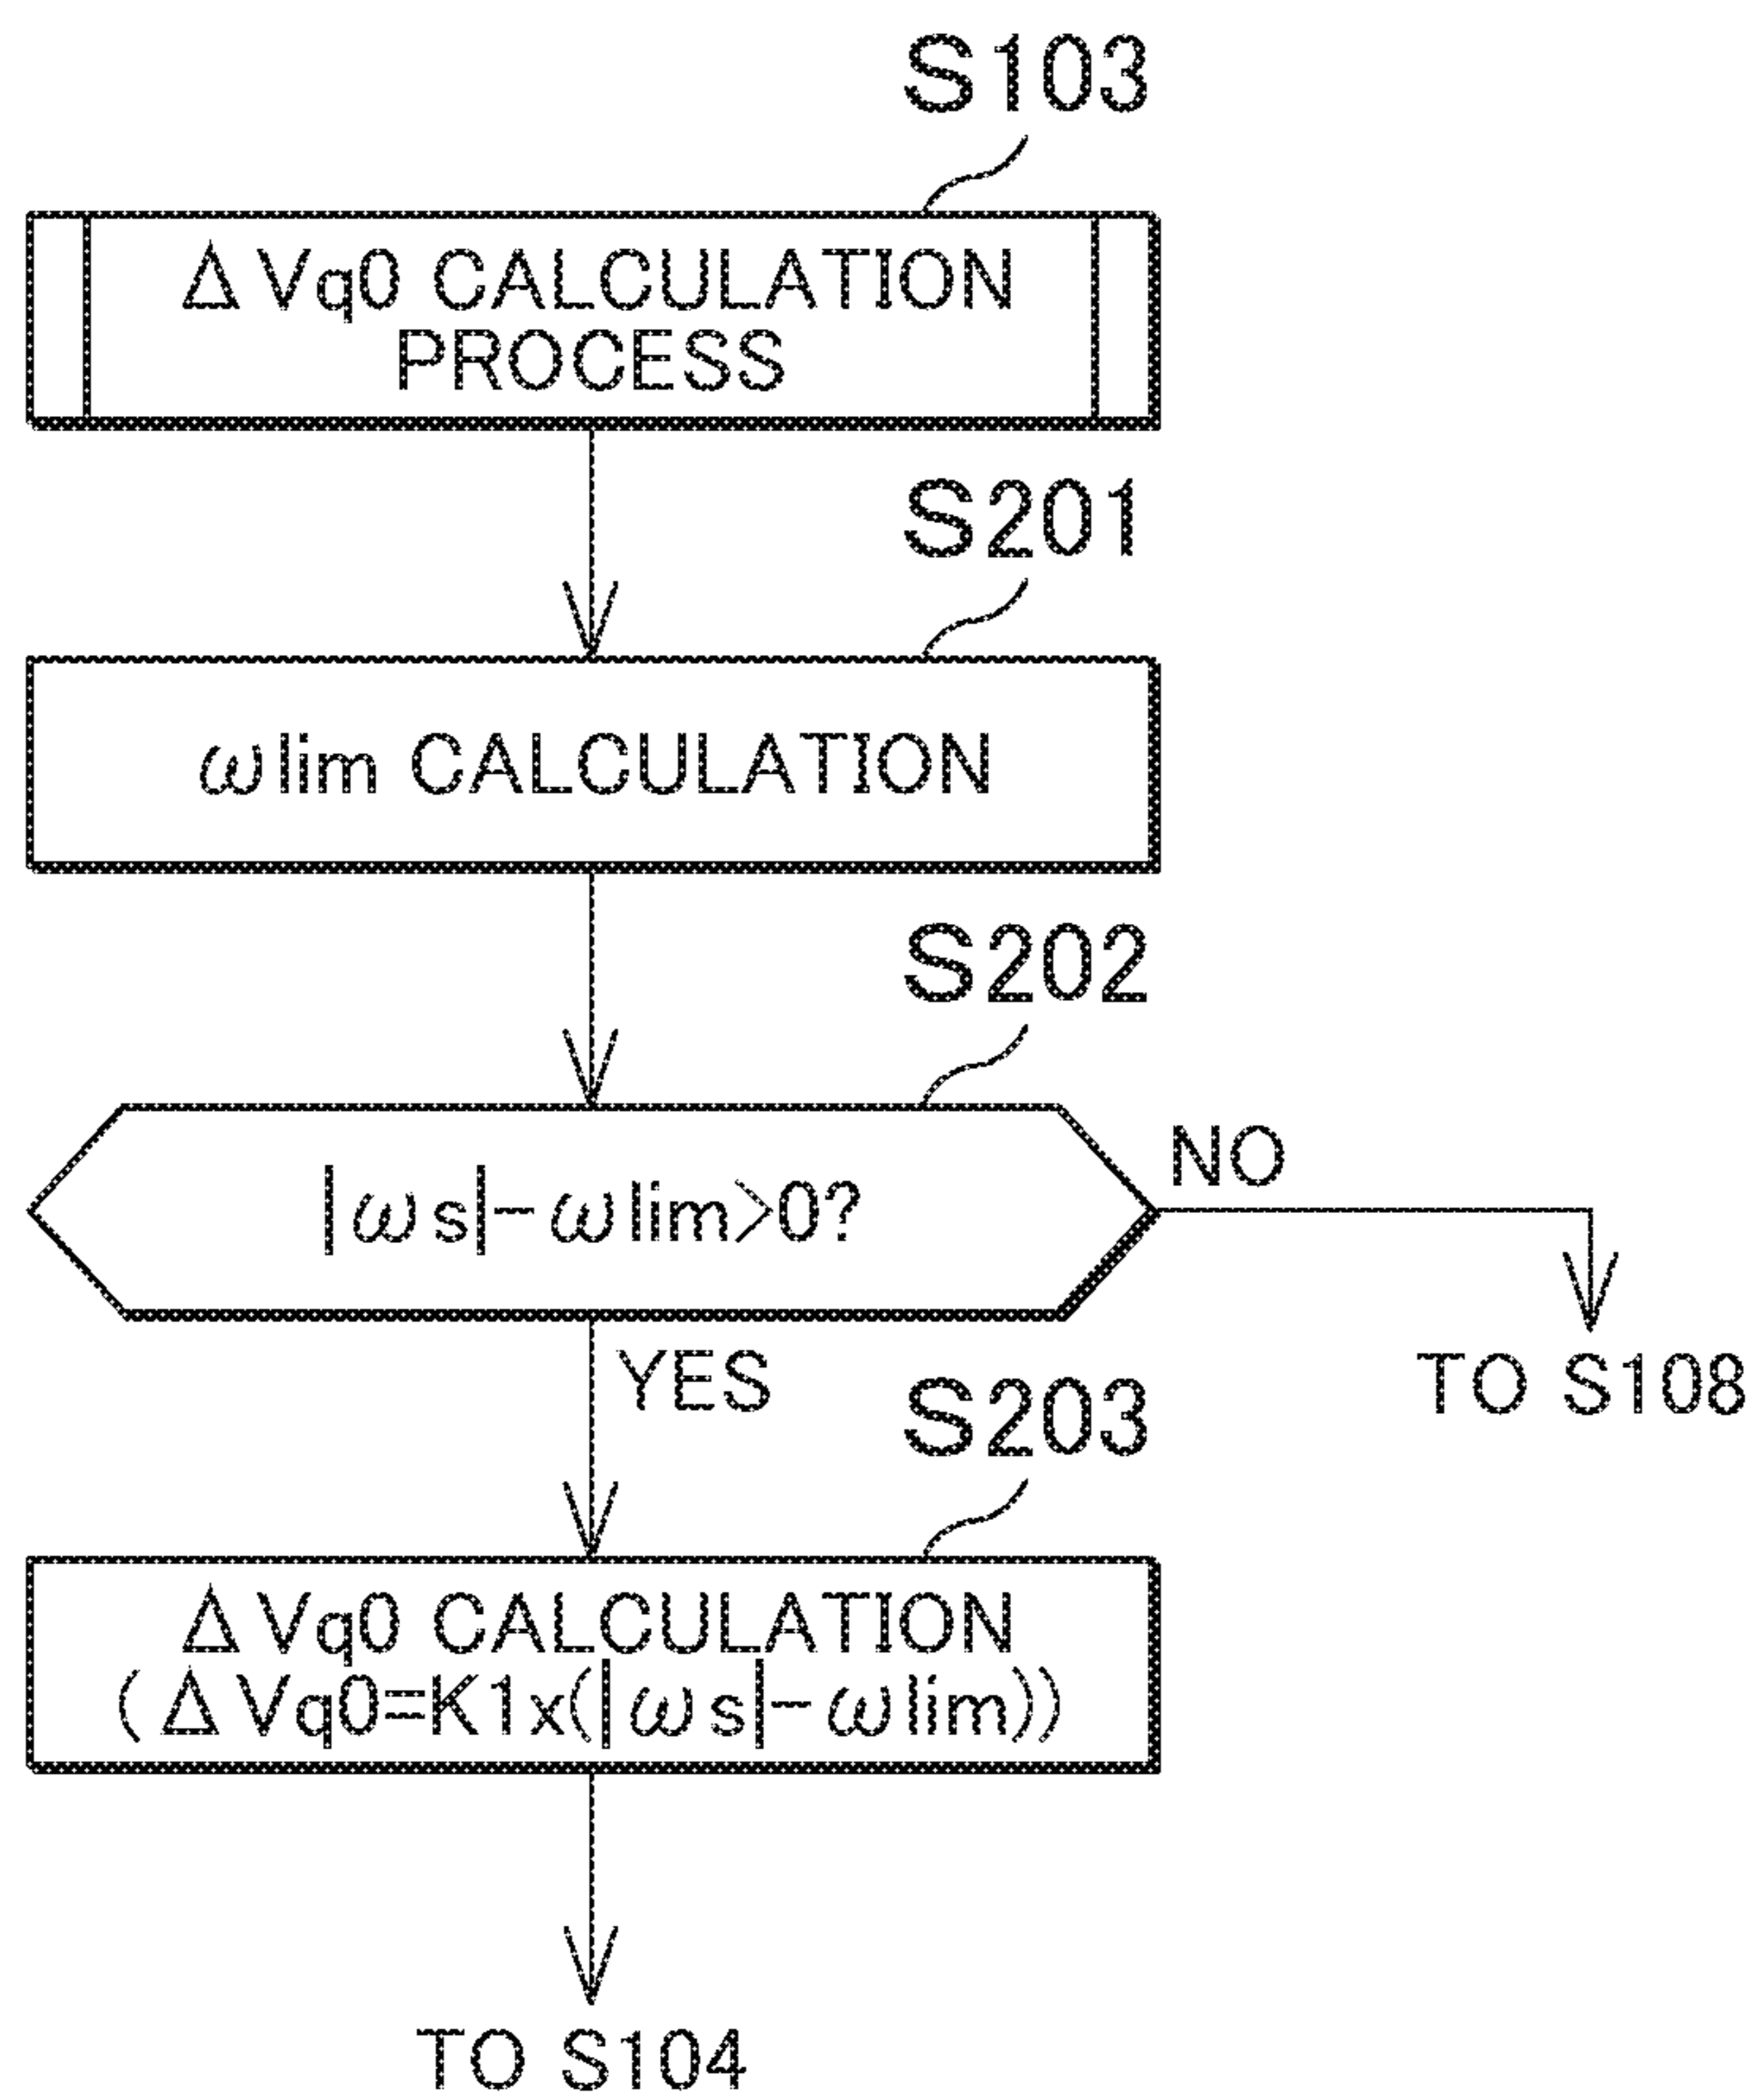 S103
ΔVq0 CALCULATION
PROCESS
S201
ωlim CALCULATION
S202
|ωs|-ωlim>0?
NO
TO S108
YES
S203
ΔVq0 CALCULATION
(ΔVq0=K1x(|ωs|-ωlim))
TO S104